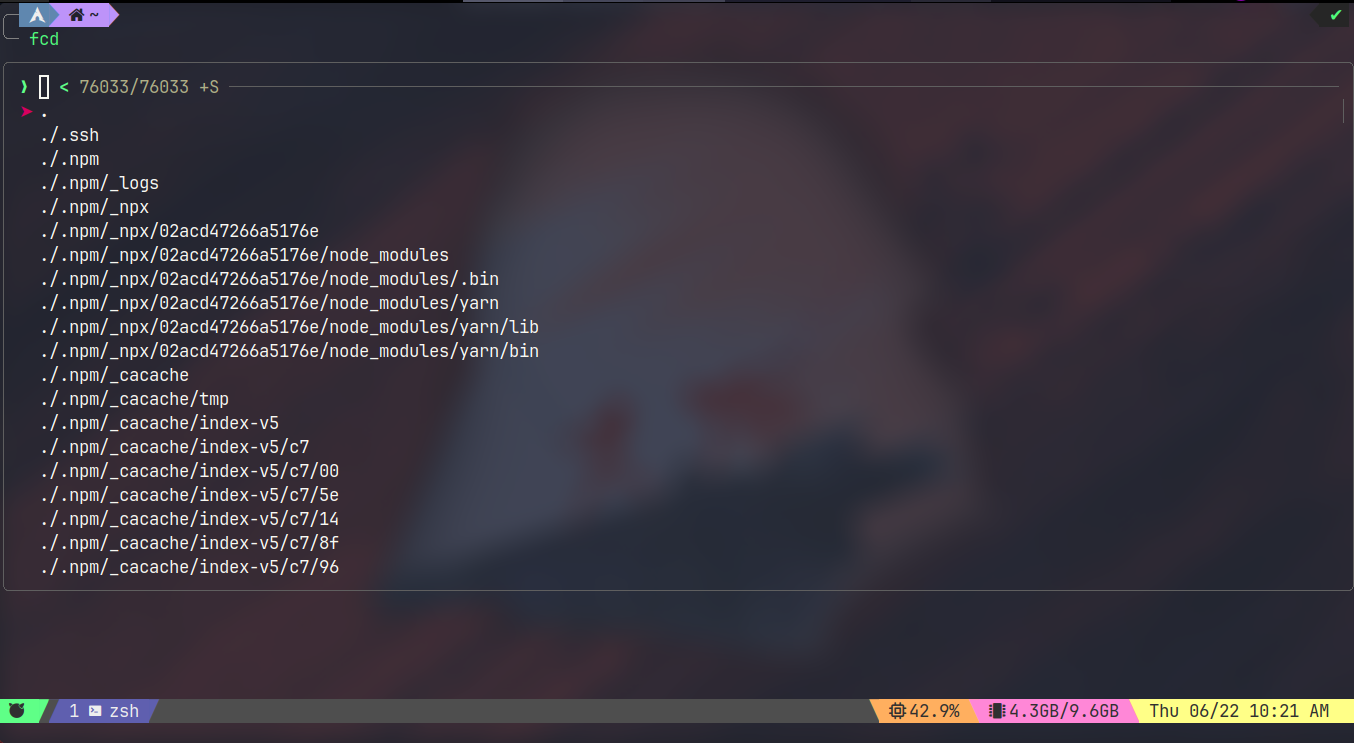 ~ ✔
fcd
❯ < 76033/76033 +S
➤ .
./.ssh
./.npm
./.npm/_logs
./.npm/_npx
./.npm/_npx/02acd47266a5176e
./.npm/_npx/02acd47266a5176e/node_modules
./.npm/_npx/02acd47266a5176e/node_modules/.bin
./.npm/_npx/02acd47266a5176e/node_modules/yarn
./.npm/_npx/02acd47266a5176e/node_modules/yarn/lib
./.npm/_npx/02acd47266a5176e/node_modules/yarn/bin
./.npm/_cacache
./.npm/_cacache/tmp
./.npm/_cacache/index-v5
./.npm/_cacache/index-v5/c7
./.npm/_cacache/index-v5/c7/00
./.npm/_cacache/index-v5/c7/5e
./.npm/_cacache/index-v5/c7/14
./.npm/_cacache/index-v5/c7/8f
./.npm/_cacache/index-v5/c7/96
1 zsh 42.9% 4.3GB/9.6GB Thu 06/22 10:21 AM